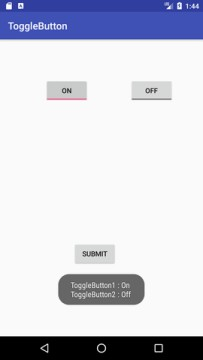 1:44
ToggleButton
ON OFF
SUBMIT
ToggleButton1 : On
ToggleButton2 : Off